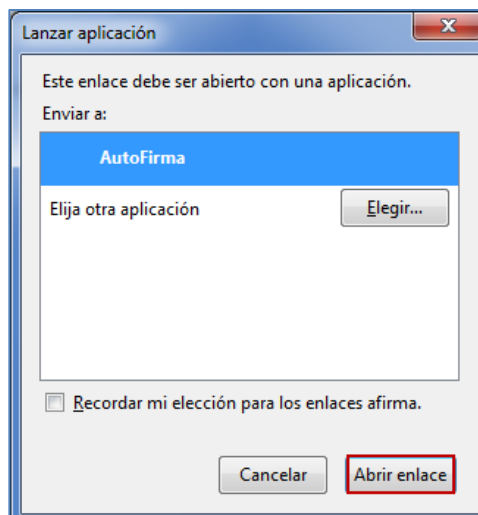 Lanzar aplicación
Este enlace debe ser abierto con una aplicación.
Enviar a:
AutoFirma
Elija otra aplicación
Elegir...
Recordar mi elección para los enlaces afirma.
Cancelar
Abrir enlace